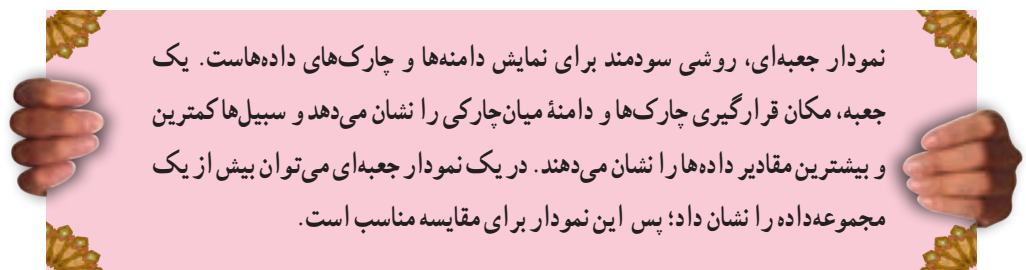 نمودار جعبه‌ای، روشی سودمند برای نمایش دامنه‌ها و چارک‌های داده‌هاست. یک
جعبه، مکان قرارگیری چارک‌ها و دامنهٔ میان‌چارکی را نشان می‌دهد و سبیل‌ها کمترین
و بیشترین مقادیر داده‌ها را نشان می‌دهند. در یک نمودار جعبه‌ای می‌توان بیش از یک
مجموعه‌داده را نشان داد؛ پس این نمودار برای مقایسه مناسب است.